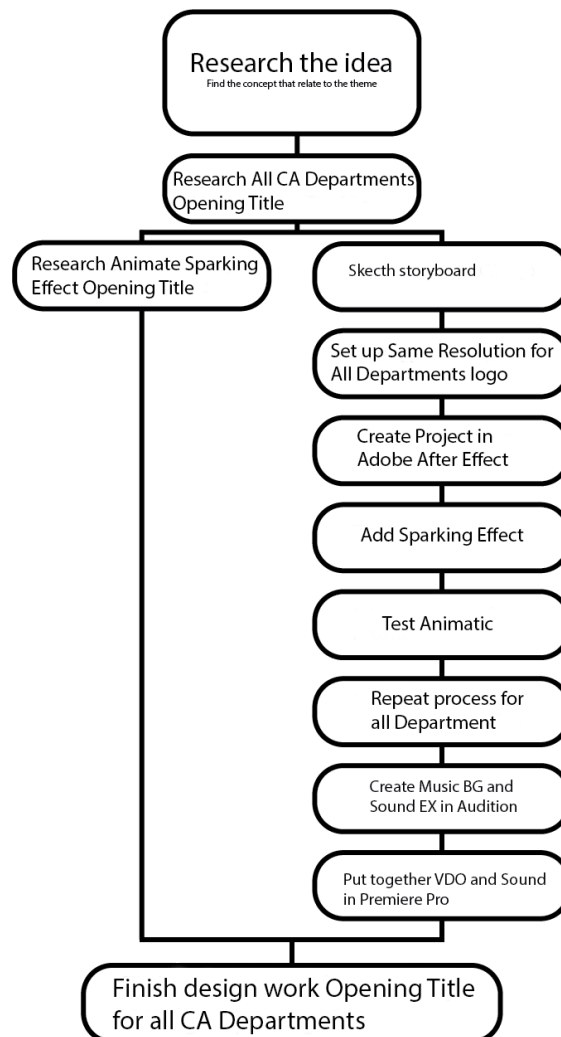 Research the idea
Find the concept that relate to the theme
Research All CA Departments
Opening Title
Research Animate Sparking
Effect Opening Title
Skecth storyboard
Set up Same Resolution for
All Departments logo
Create Project in
Adobe After Effect
Add Sparking Effect
Test Animatic
Repeat process for
all Department
Create Music BG and
Sound EX in Audition
Put together VDO and Sound
in Premiere Pro
Finish design work Opening Title
for all CA Departments